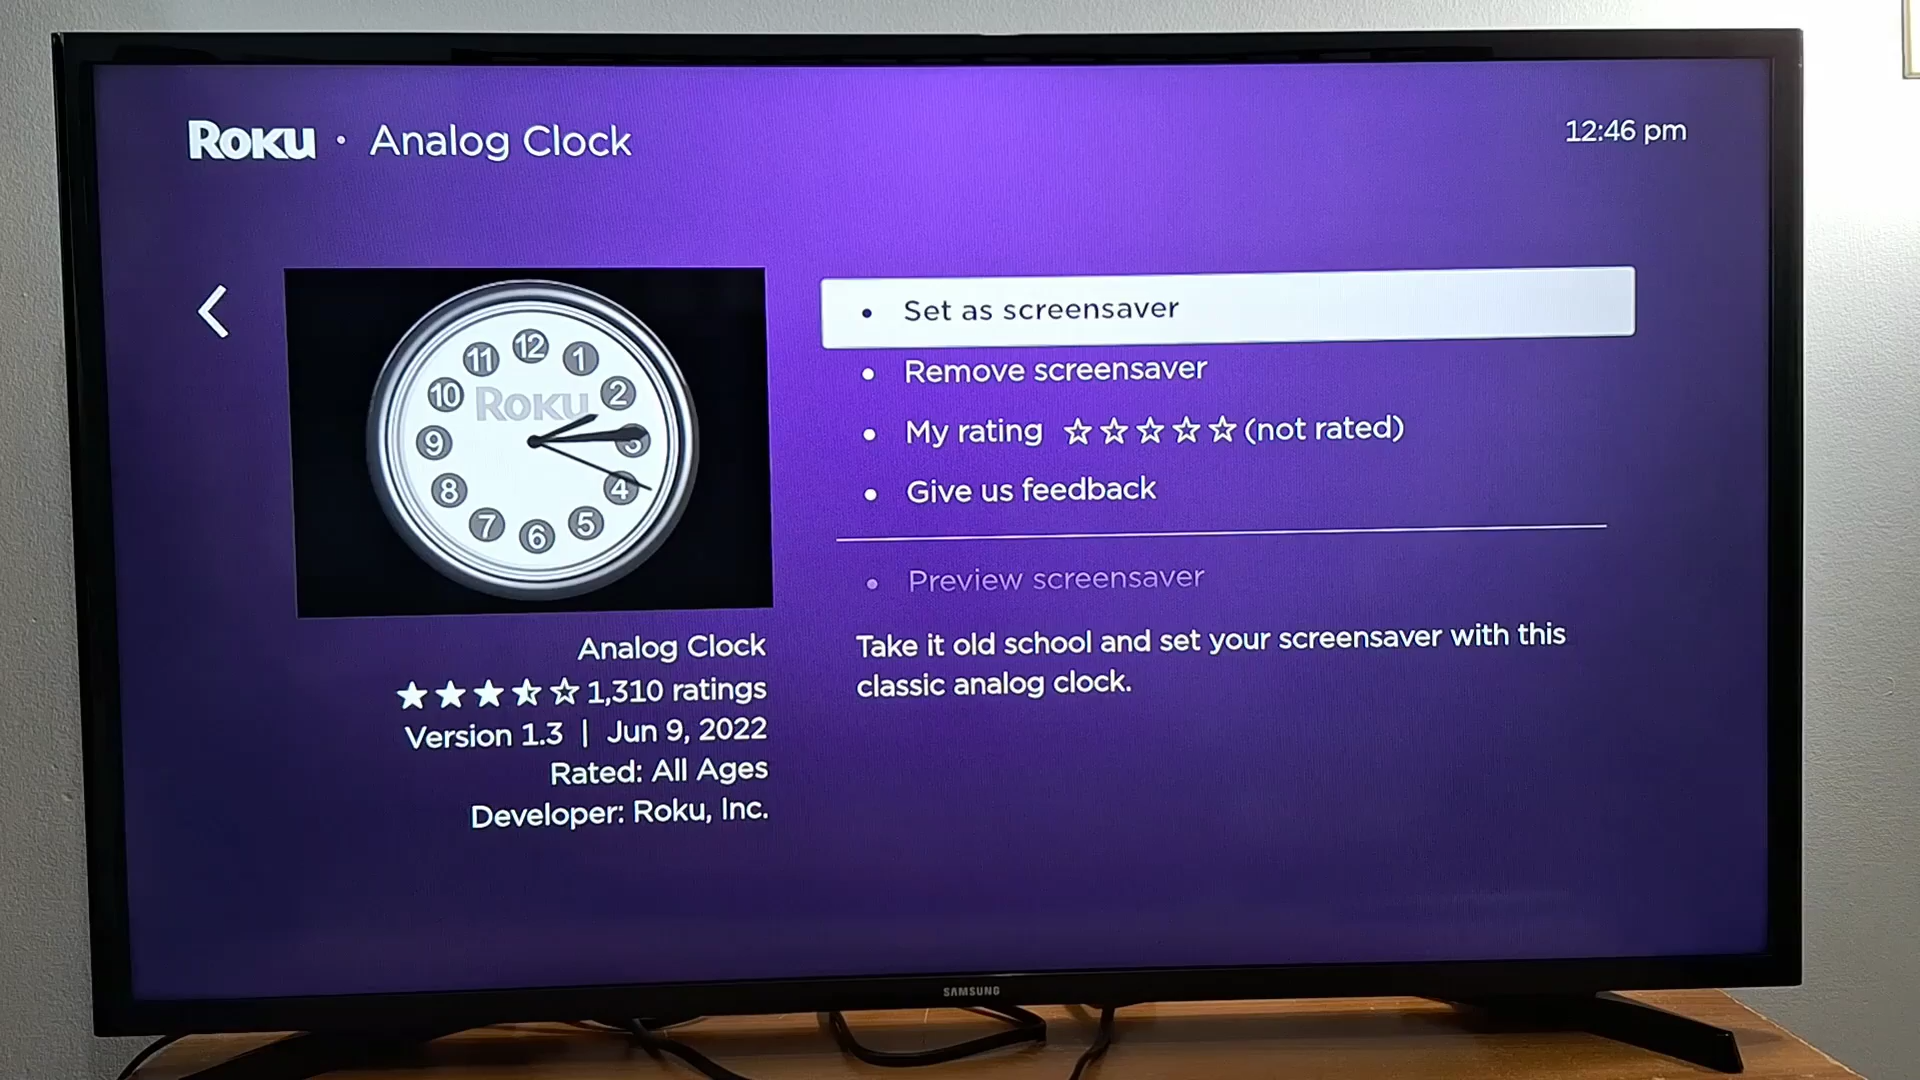 Roku • Analog Clock
12:46 pm
12
11
1
10
2
Roku
9
3
8
4
7
5
6
• Set as screensaver
• Remove screensaver
• My rating ☆☆☆☆☆ (not rated)
• Give us feedback
• Preview screensaver
Take it old school and set your screensaver with this
classic analog clock.
Analog Clock
1,310 ratings
Version 1.3 | Jun 9, 2022
Rated: All Ages
Developer: Roku, Inc.
SAMSUNG